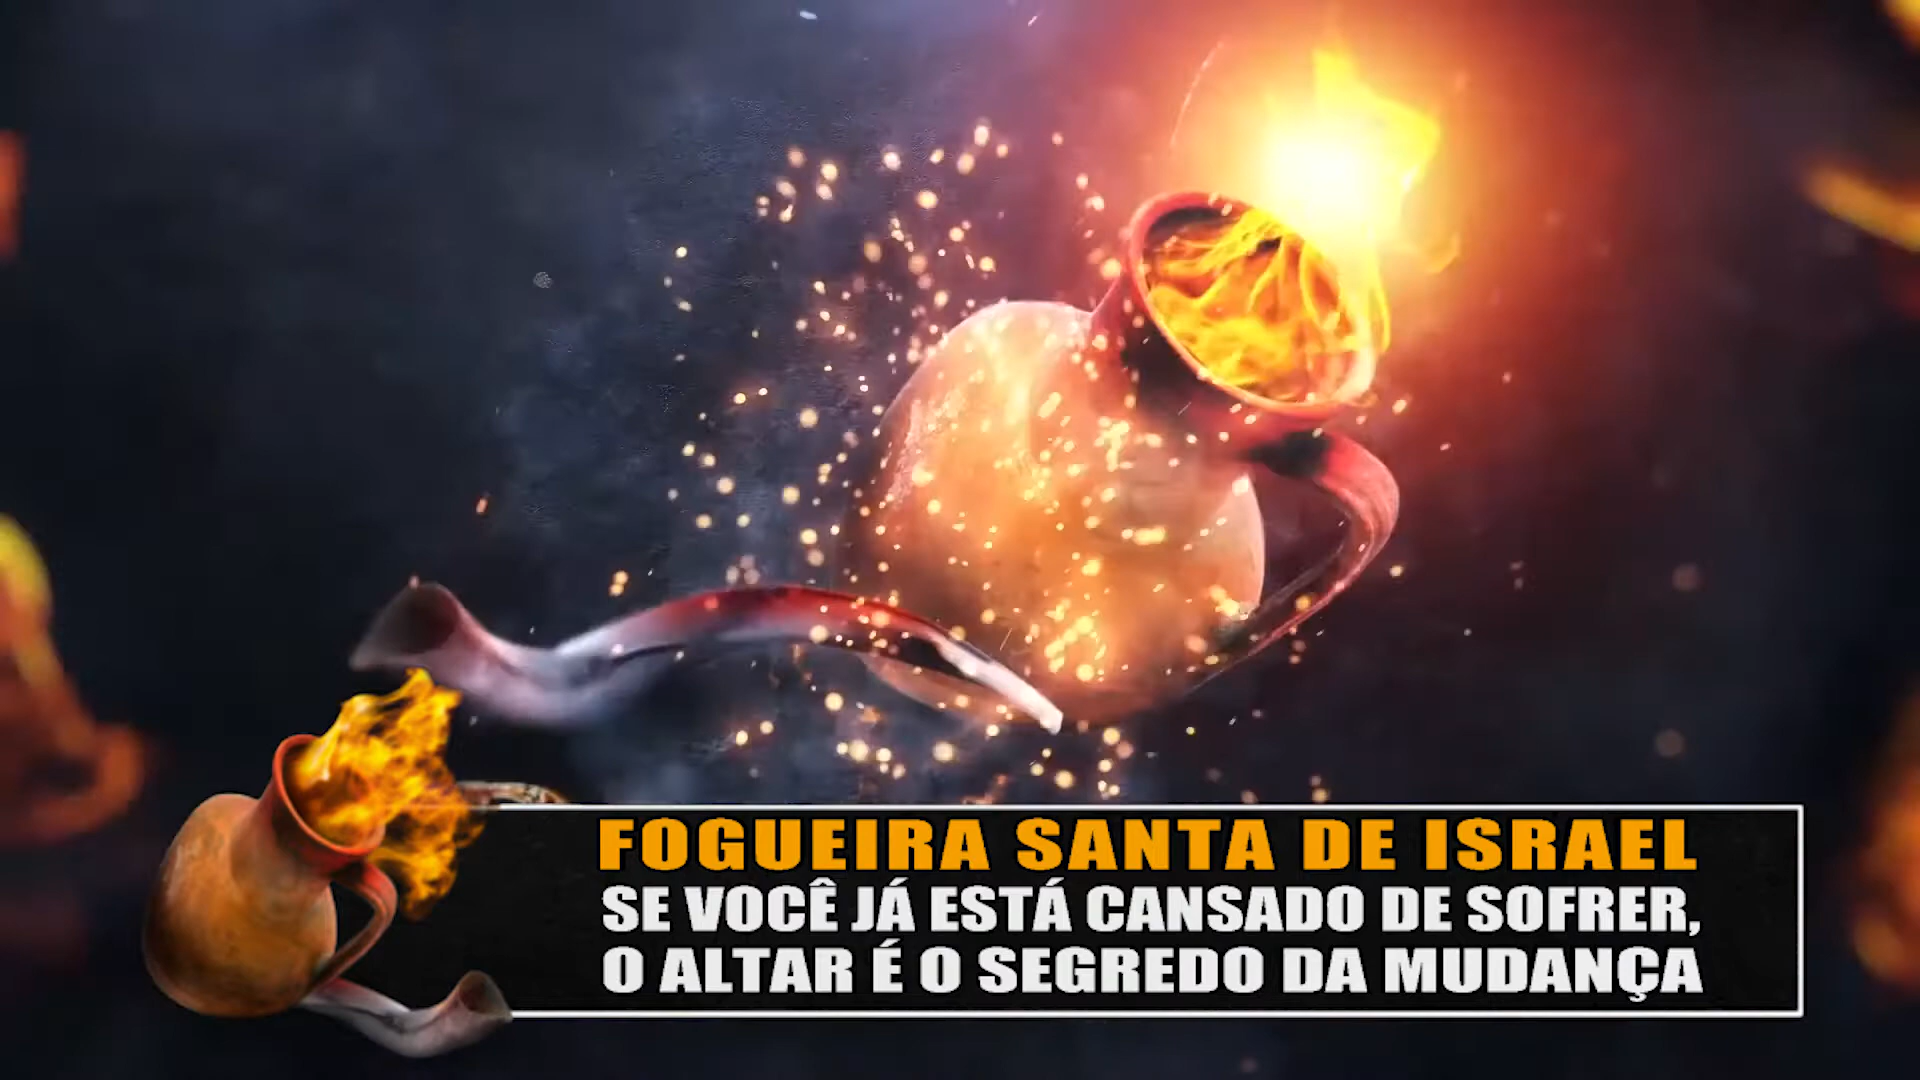 FOGUEIRA SANTA DE ISRAEL
SE VOCÊ JÁ ESTÁ CANSADO DE SOFRER,
O ALTAR É O SEGREDO DA MUDANÇA